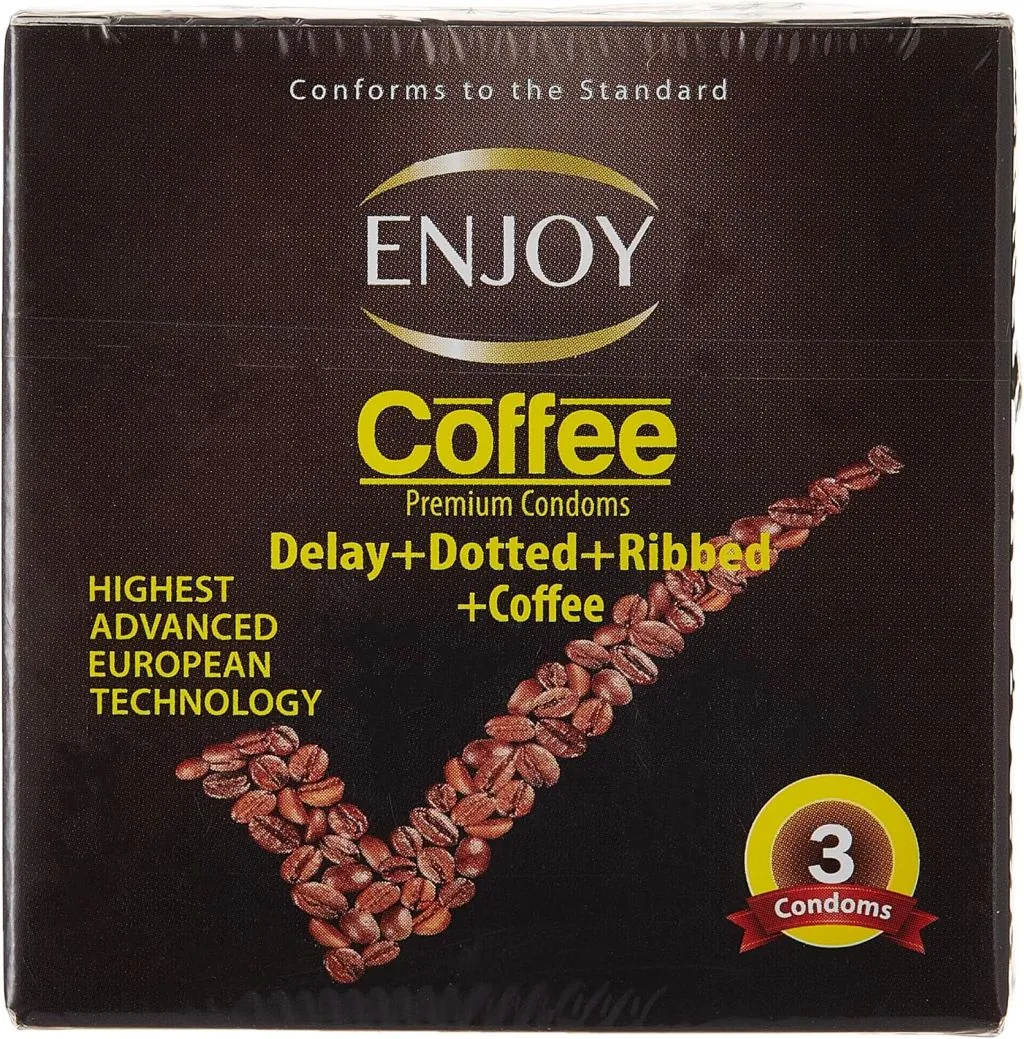 Conforms to the Standard
ENJOY
Coffee
Premium Condoms
Delay+Dotted+Ribbed
+Coffee
HIGHEST
ADVANCED
EUROPEAN
TECHNOLOGY
3
Condoms